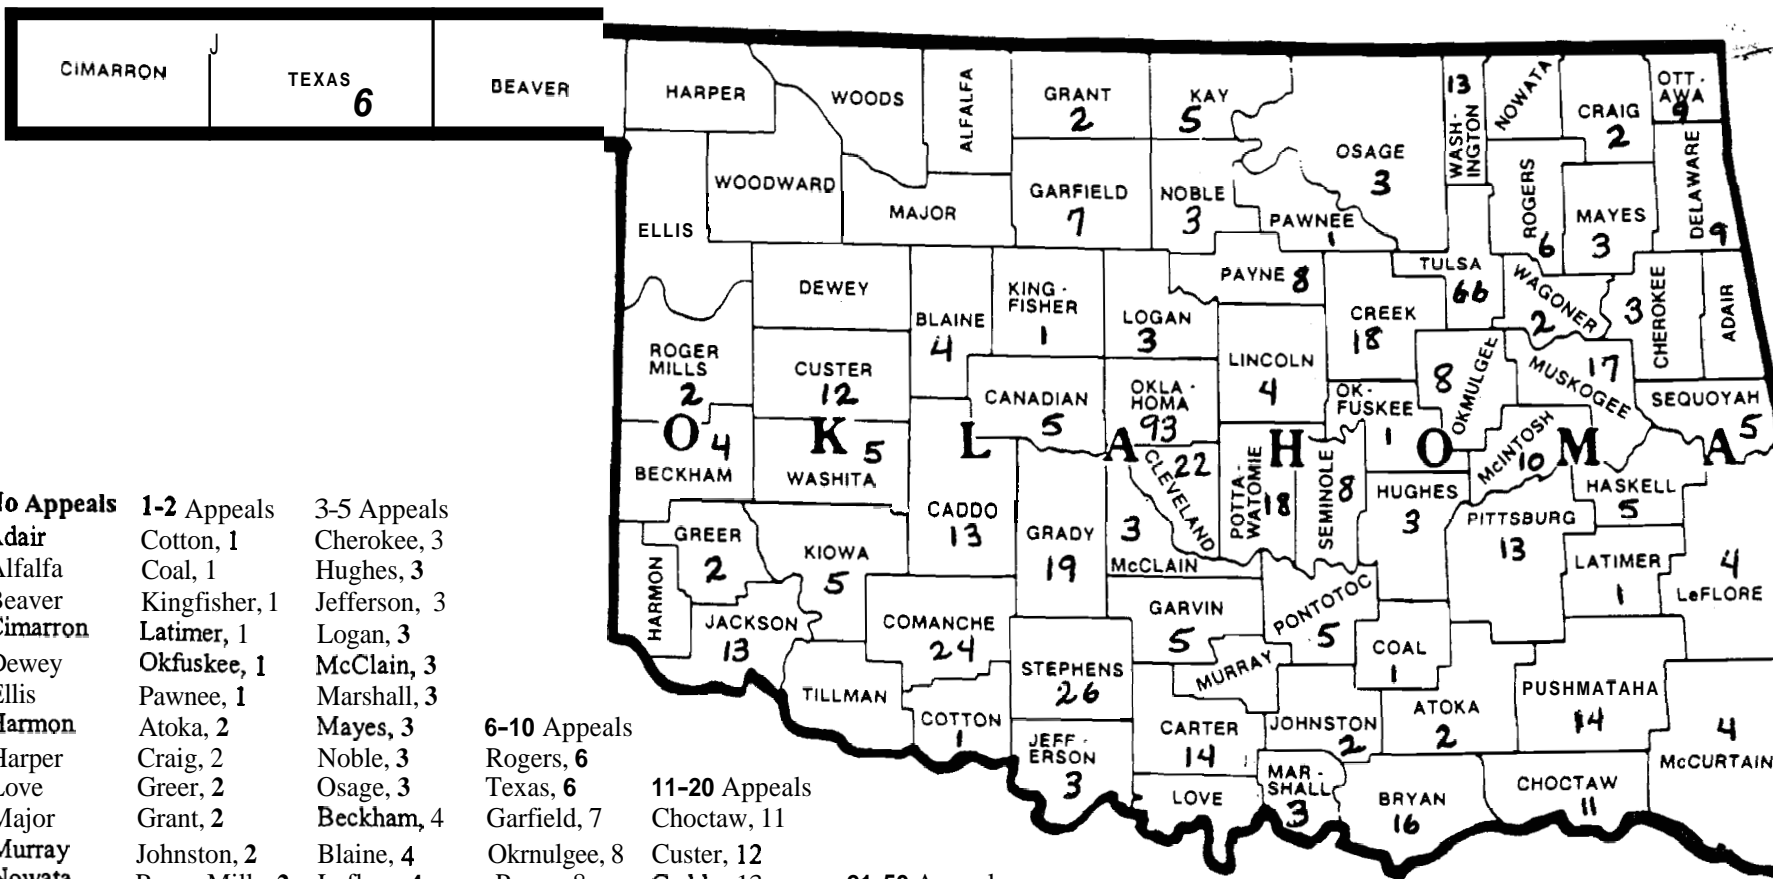 CIMARRON
TEXAS
6
BEAVER
HARPER
WOODS
ALFALFA
GRANT
2
KAY
5
OSAGE
3
13
WASH-
INGTON
NOWATA
CRAIG
2
OTT-
AWA
9
WOODWARD
MAJOR
GARFIELD
7
NOBLE
3
PAWNEE
1
ROGERS
6
MAYES
3
DELAWARE
9
ELLIS
DEWEY
BLAINE
4
KING-
FISHER
1
LOGAN
3
PAYNE 8
CREEK
18
TULSA
66
WAGONER
2
3
CHEROKEE
ADAIR
ROGER
MILLS
2
CUSTER
12
CANADIAN
5
OKLA-
HOMA
93
LINCOLN
4
OK-
FUSKEE
1
8
OKMULGEE
17
MUSKOGEE
SEQUOYAH
5
O K L A H O M A
4
BECKHAM
5
WASHITA
CADDO
13
GRADY
19
22
CLEVELAND
3
McCLAIN
POTTA-
WATOMIE
18
SEMINOLE
8
HUGHES
3
McINTOSH
10
HASKELL
5
PITTSBURG
13
LATIMER
1
4
LeFLORE
GREER
2
HARMON
KIOWA
5
JACKSON
13
COMANCHE
24
TILLMAN
COTTON
1
STEPHENS
26
JEFF-
ERSON
3
GARVIN
5
MURRAY
PONTOTOC
5
COAL
1
CARTER
14
JOHNSTON
2
ATOKA
2
PUSHMATAHA
14
4
McCURTAIN
LOVE
MAR-
SHALL
3
BRYAN
16
CHOCTAW
11
No Appeals 1-2 Appeals 3-5 Appeals
Adair Cotton, 1 Cherokee, 3
Alfalfa Coal, 1 Hughes, 3
Beaver Kingfisher, 1 Jefferson, 3
Cimarron Latimer, 1 Logan, 3
Dewey Okfuskee, 1 McClain, 3
Ellis Pawnee, 1 Marshall, 3
Harmon Atoka, 2 Mayes, 3 6-10 Appeals
Harper Craig, 2 Noble, 3 Rogers, 6
Love Greer, 2 Osage, 3 Texas, 6 11-20 Appeals
Major Grant, 2 Beckham, 4 Garfield, 7 Choctaw, 11
Murray Johnston, 2 Blaine, 4 Okrnulgee, 8 Custer, 12
Nowata